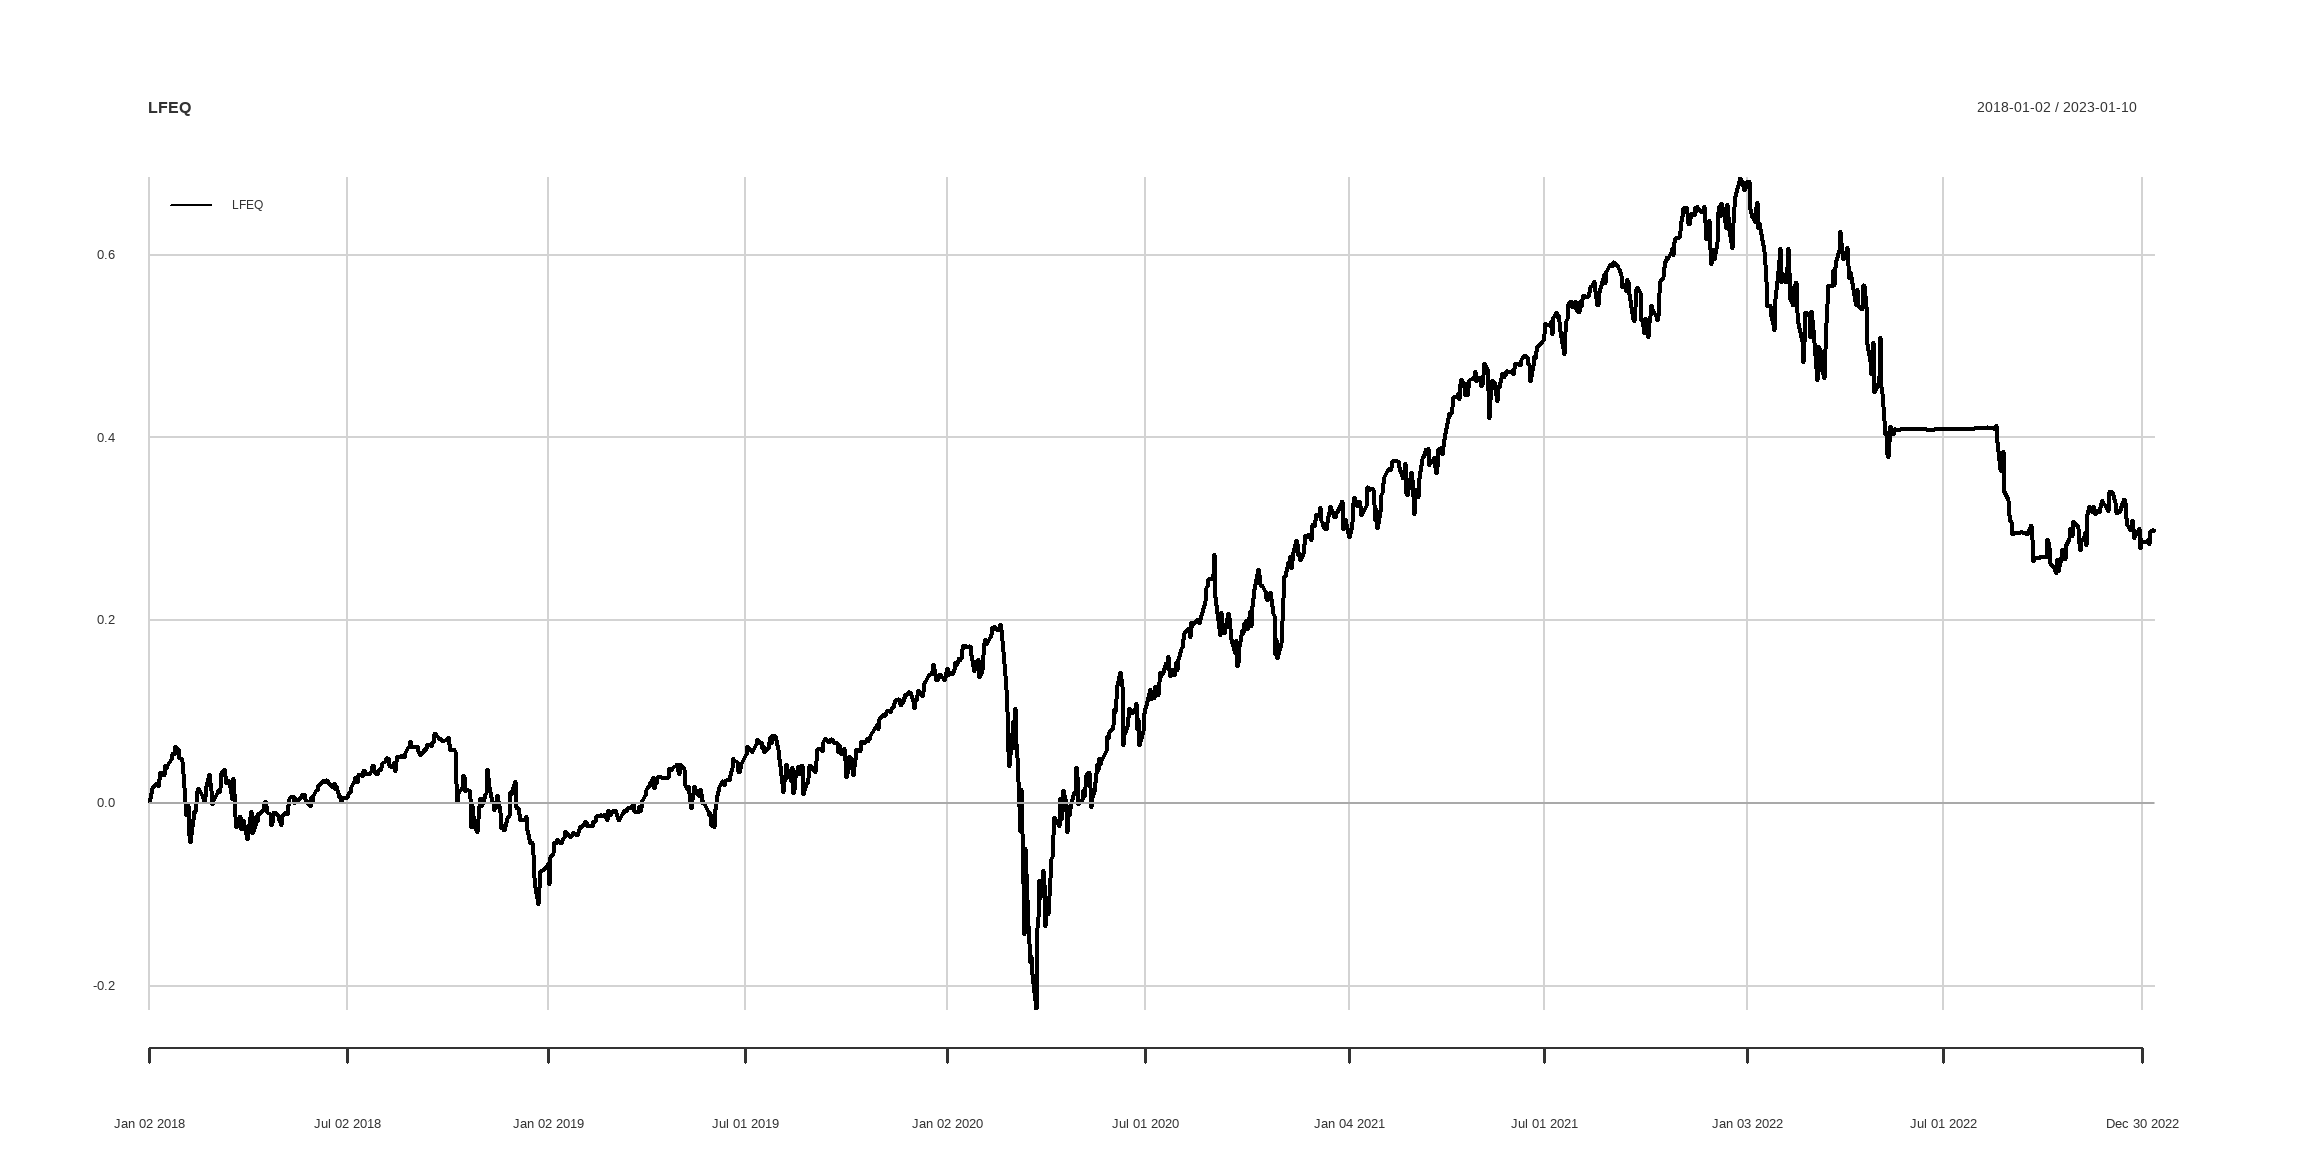 LFEQ
2018-01-02 / 2023-01-10
LFEQ
0.6
0.4
0.2
0.0
-0.2
Jan 02 2018
Jul 02 2018
Jan 02 2019
Jul 01 2019
Jan 02 2020
Jul 01 2020
Jan 04 2021
Jul 01 2021
Jan 03 2022
Jul 01 2022
Dec 30 2022